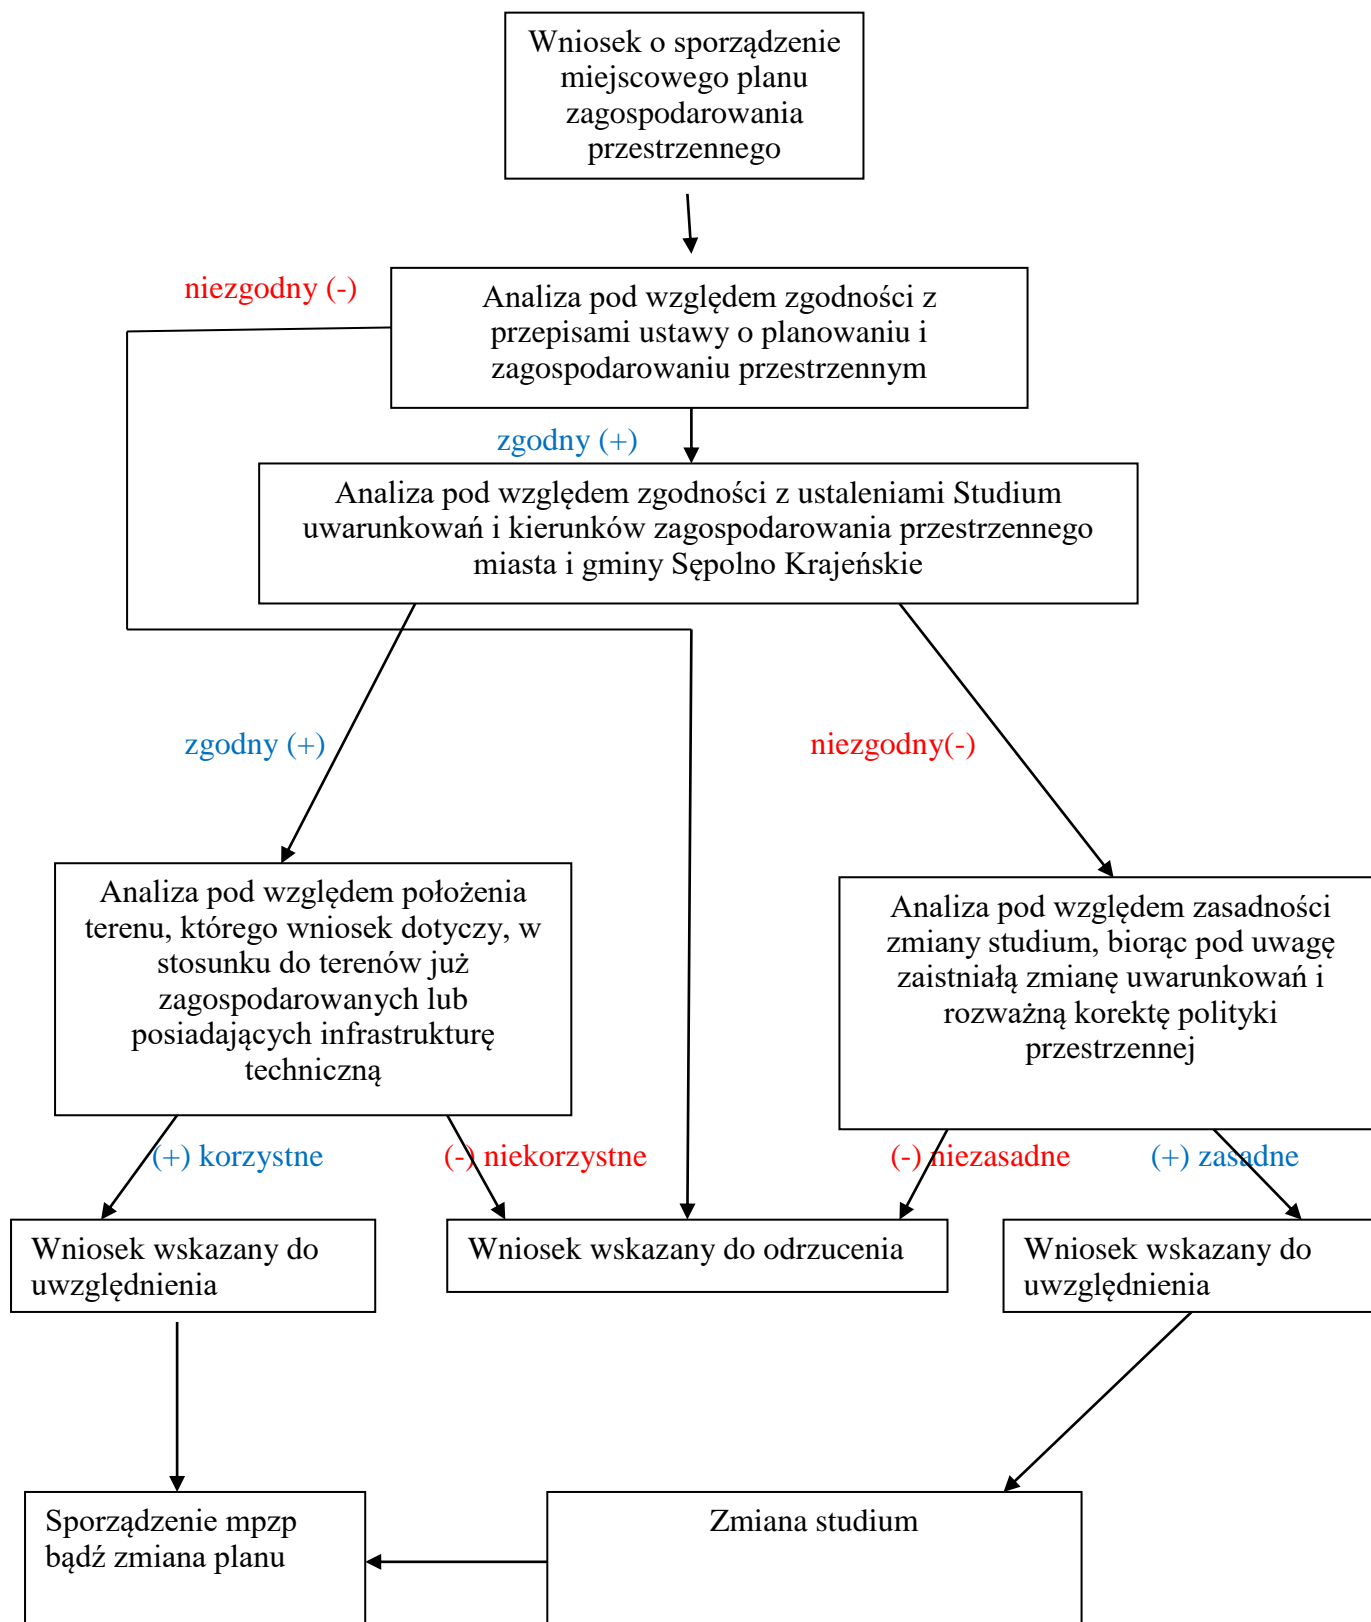 Wniosek o sporządzenie
miejscowego planu
zagospodarowania
przestrzennego
niezgodny (-)
Analiza pod względem zgodności z
przepisami ustawy o planowaniu i
zagospodarowaniu przestrzennym
zgodny (+)
Analiza pod względem zgodności z ustaleniami Studium
uwarunkowań i kierunków zagospodarowania przestrzennego
miasta i gminy Sępolno Krajeńskie
zgodny (+)
niezgodny(-)
Analiza pod względem położenia
terenu, którego wniosek dotyczy, w
stosunku do terenów już
zagospodarowanych lub
posiadających infrastrukturę
techniczną
Analiza pod względem zasadności
zmiany studium, biorąc pod uwagę
zaistniałą zmianę uwarunkowań i
rozważną korektę polityki
przestrzennej
(+) korzystne
(-) niekorzystne
(-) niezasadne
(+) zasadne
Wniosek wskazany do
uwzględnienia
Wniosek wskazany do odrzucenia
Wniosek wskazany do
uwzględnienia
Sporządzenie mpzp
bądź zmiana planu
Zmiana studium